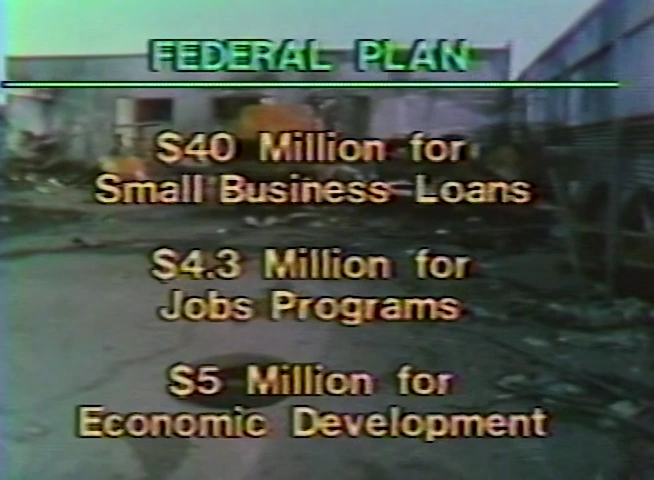 FEDERAL PLAN
$40 Million for
Small Business Loans
$4.3 Million for
Jobs Programs
$5 Million for
Economic Development